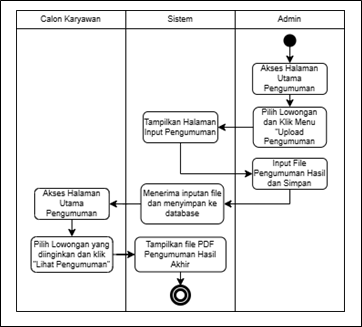 Calon Karyawan
Sistem
Admin
Akses Halaman
Utama
Pengumuman
Pilih Lowongan
dan Klik Menu
"Upload
Pengumuman
Tampilkan Halaman
Input Pengumuman
Input File
Pengumuman Hasil
dan Simpan
Menerima inputan file
dan menyimpan ke
database
Akses Halaman
Utama
Pengumuman
Pilih Lowongan yang
diinginkan dan klik
"Lihat Pengumuman"
Tampilkan file PDF
Pengumuman Hasil
Akhir